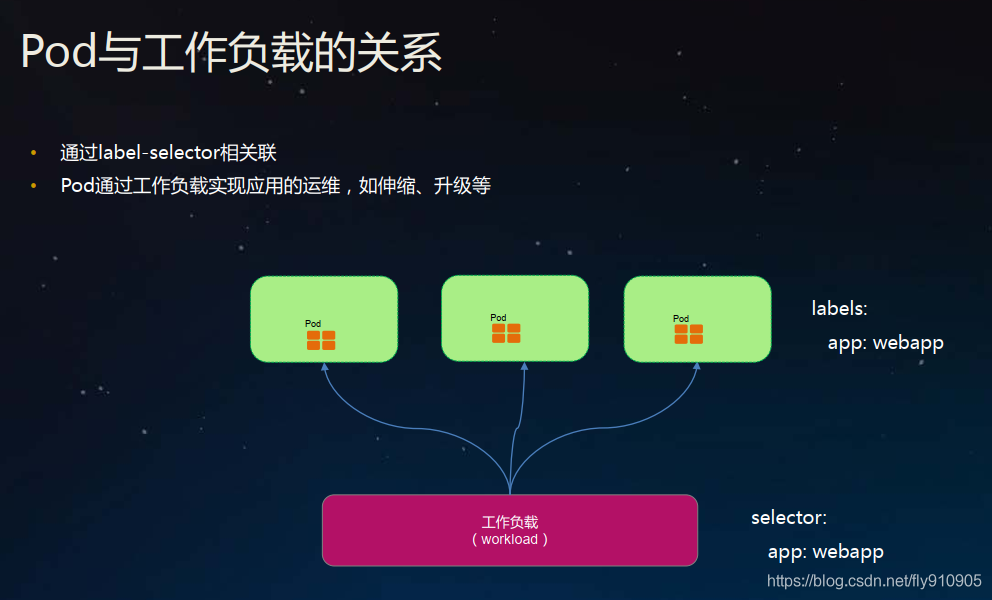 Pod与工作负载的关系
• 通过label-selector相关联
• Pod通过工作负载实现应用的运维，如伸缩、升级等
Pod
Pod
Pod
labels:
app: webapp
工作负载
（workload）
selector:
app: webapp
https://blog.csdn.net/fly910905